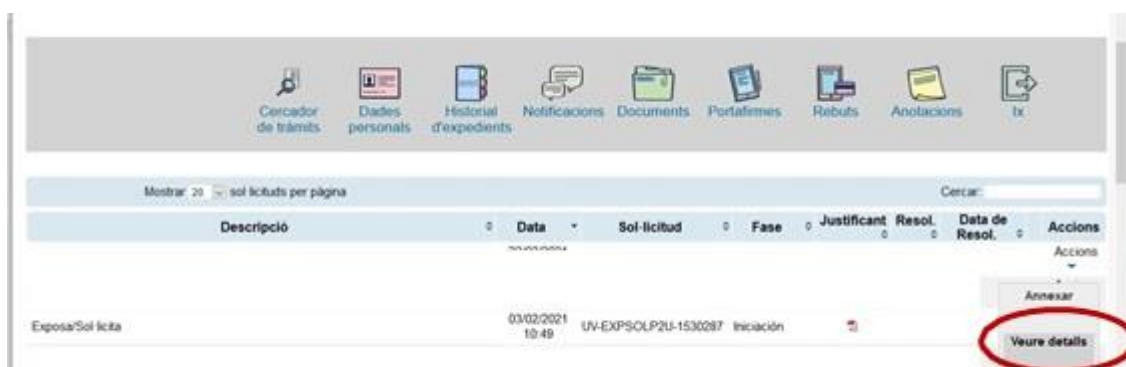 Cercador de tràmits
Dades personals
Historial d'expedients
Notificacions
Documents
Portafirmes
Rebuts
Anotacions
Ix
Mostrar 20 sol·licituds per pàgina
Cercar:
Descripció Data Sol·licitud Fase Justificant Resol. Data de Resol. Accions
Accions
Annexar
Exposa/Sol·licita 03/02/2021 10:49 UV-EXPSOLP2U-1530287 Iniciación
Veure detalls